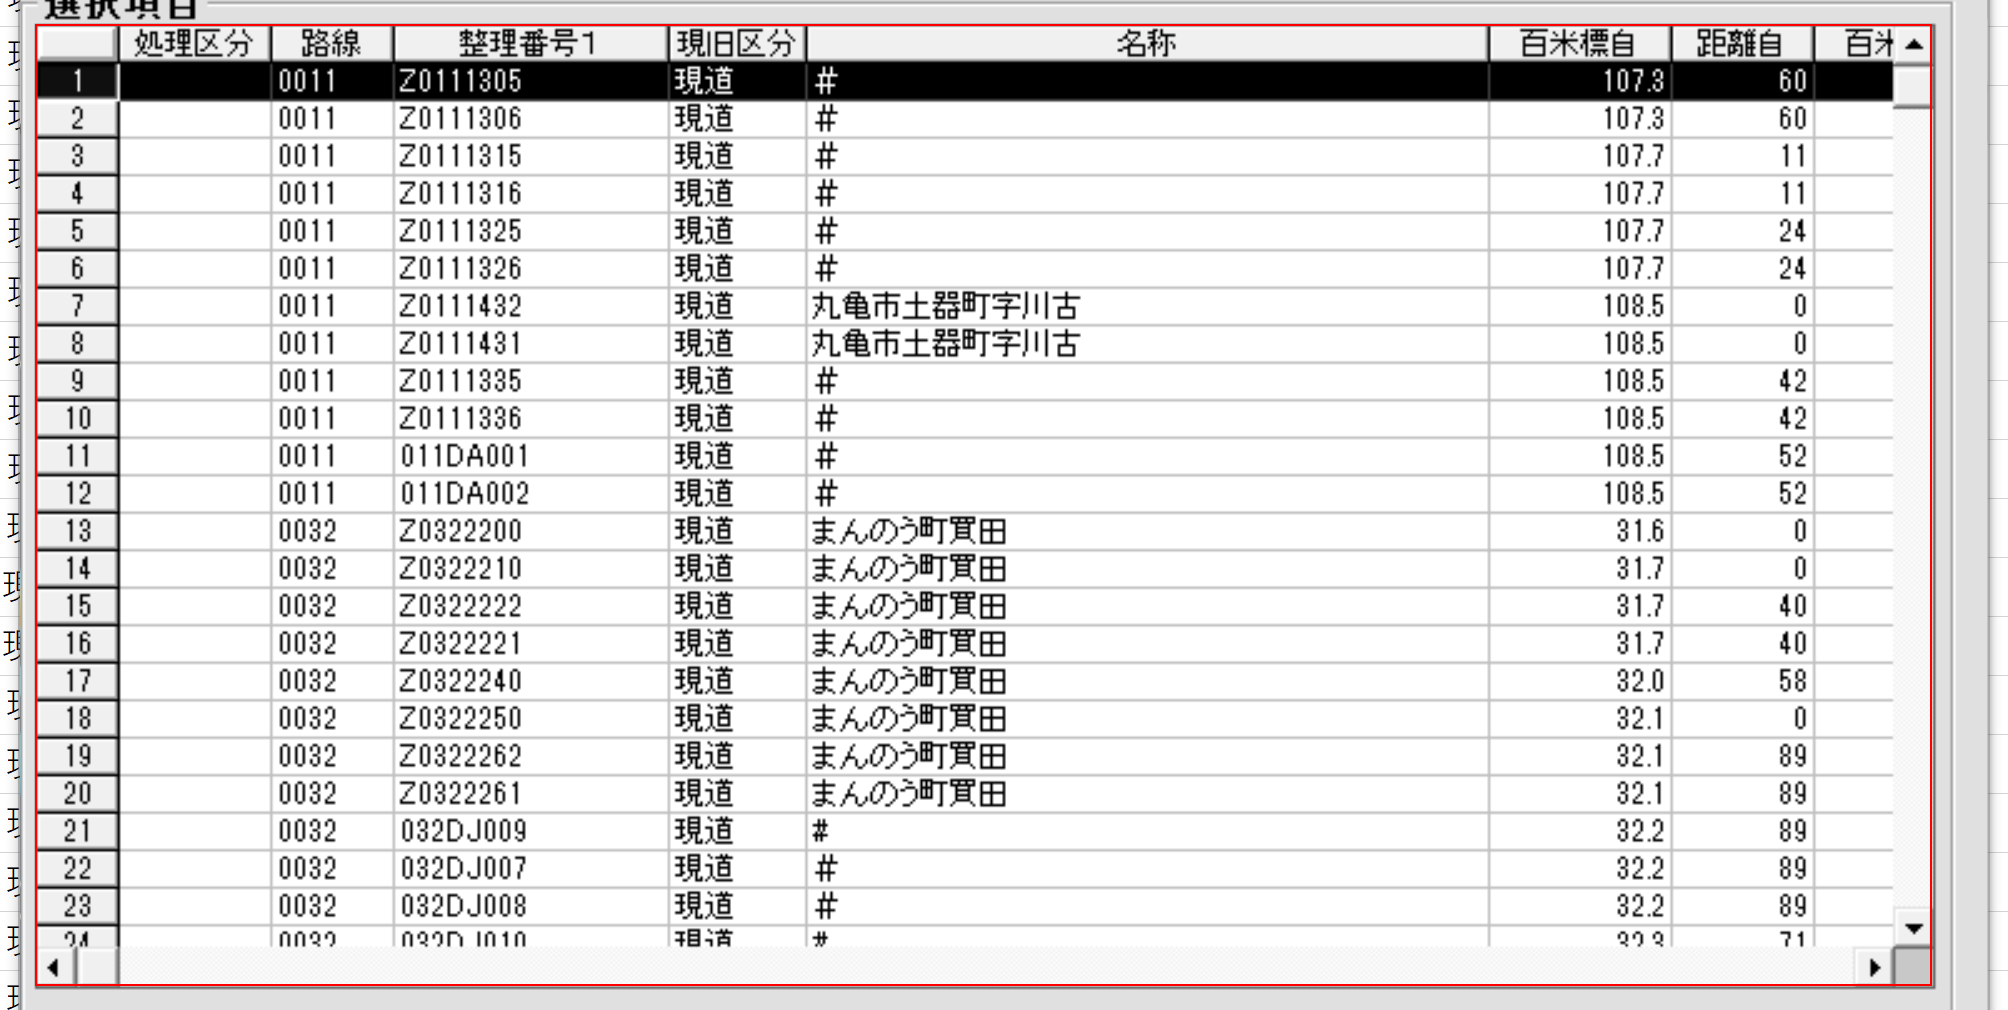 選択項目
処理区分 路線 整理番号1 現旧区分 名称 百米標自 距離自 百米
1 0011 Z0111305 現道 # 107.3 60
2 0011 Z0111306 現道 # 107.3 60
3 0011 Z0111315 現道 # 107.7 11
4 0011 Z0111316 現道 # 107.7 11
5 0011 Z0111325 現道 # 107.7 24
6 0011 Z0111326 現道 # 107.7 24
7 0011 Z0111432 現道 丸亀市土器町字川古 108.5 0
8 0011 Z0111431 現道 丸亀市土器町字川古 108.5 0
9 0011 Z0111335 現道 # 108.5 42
10 0011 Z0111336 現道 # 108.5 42
11 0011 011DA001 現道 # 108.5 52
12 0011 011DA002 現道 # 108.5 52
13 0032 Z0322200 現道 まんのう町買田 31.6 0
14 0032 Z0322210 現道 まんのう町買田 31.7 0
15 0032 Z0322222 現道 まんのう町買田 31.7 40
16 0032 Z0322221 現道 まんのう町買田 31.7 40
17 0032 Z0322240 現道 まんのう町買田 32.0 58
18 0032 Z0322250 現道 まんのう町買田 32.1 0
19 0032 Z0322262 現道 まんのう町買田 32.1 89
20 0032 Z0322261 現道 まんのう町買田 32.1 89
21 0032 032DJ009 現道 # 32.2 89
22 0032 032DJ007 現道 # 32.2 89
23 0032 032DJ008 現道 # 32.2 89
24 0032 032DJ010 現道 # 32.3 71